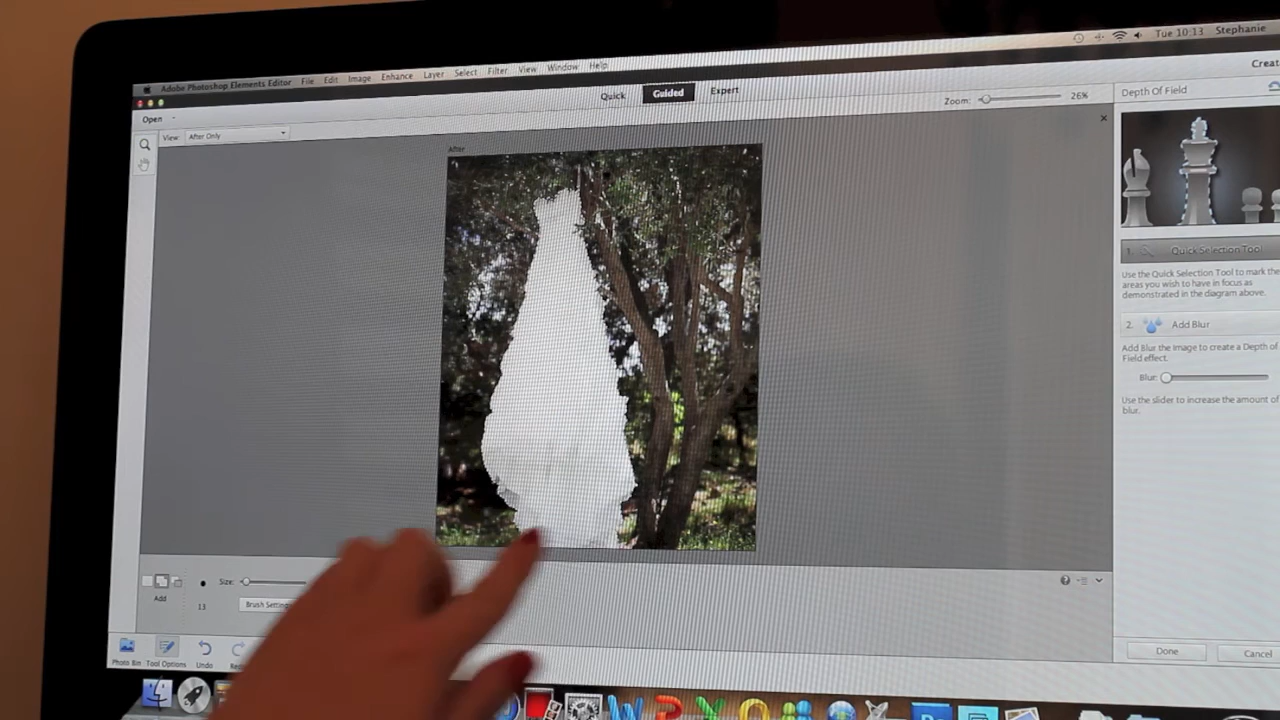 Tue 10:13 Stephanie
Adobe Photoshop Elements Editor File Edit Image Enhance Layer Select Filter View Window Help
Creat
Quick Guided Expert
Open
Zoom: 26%
Depth Of Field
View: After Only
After
1. Quick Selection Tool
Use the Quick Selection Tool to mark the
areas you wish to have in focus as
demonstrated in the diagram above.
2. Add Blur
Add Blur the image to create a Depth of
Field effect.
Blur:
Use the slider to increase the amount of
blur.
Size:
Add
13
Brush Settings
Photo Bin Tool Options Undo Red
Done Cancel